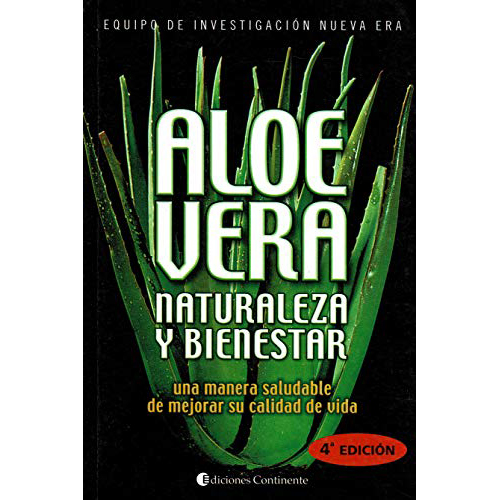 EQUIPO DE INVESTIGACIÓN NUEVA ERA
ALOE
VERA
NATURALEZA
Y BIENESTAR
una manera saludable
de mejorar su calidad de vida
4ª EDICIÓN
Ediciones Continente